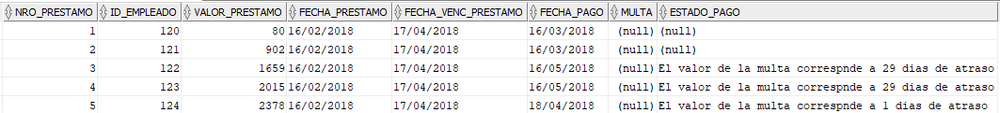 NRO_PRESTAMO ID_EMPLEADO VALOR_PRESTAMO FECHA_PRESTAMO FECHA_VENC_PRESTAMO FECHA_PAGO MULTA ESTADO_PAGO
1 120 80 16/02/2018 17/04/2018 16/03/2018 (null) (null)
2 121 902 16/02/2018 17/04/2018 16/03/2018 (null) (null)
3 122 1659 16/02/2018 17/04/2018 16/05/2018 (null) El valor de la multa correspnde a 29 dias de atraso
4 123 2015 16/02/2018 17/04/2018 16/05/2018 (null) El valor de la multa correspnde a 29 dias de atraso
5 124 2378 16/02/2018 17/04/2018 18/04/2018 (null) El valor de la multa correspnde a 1 dias de atraso